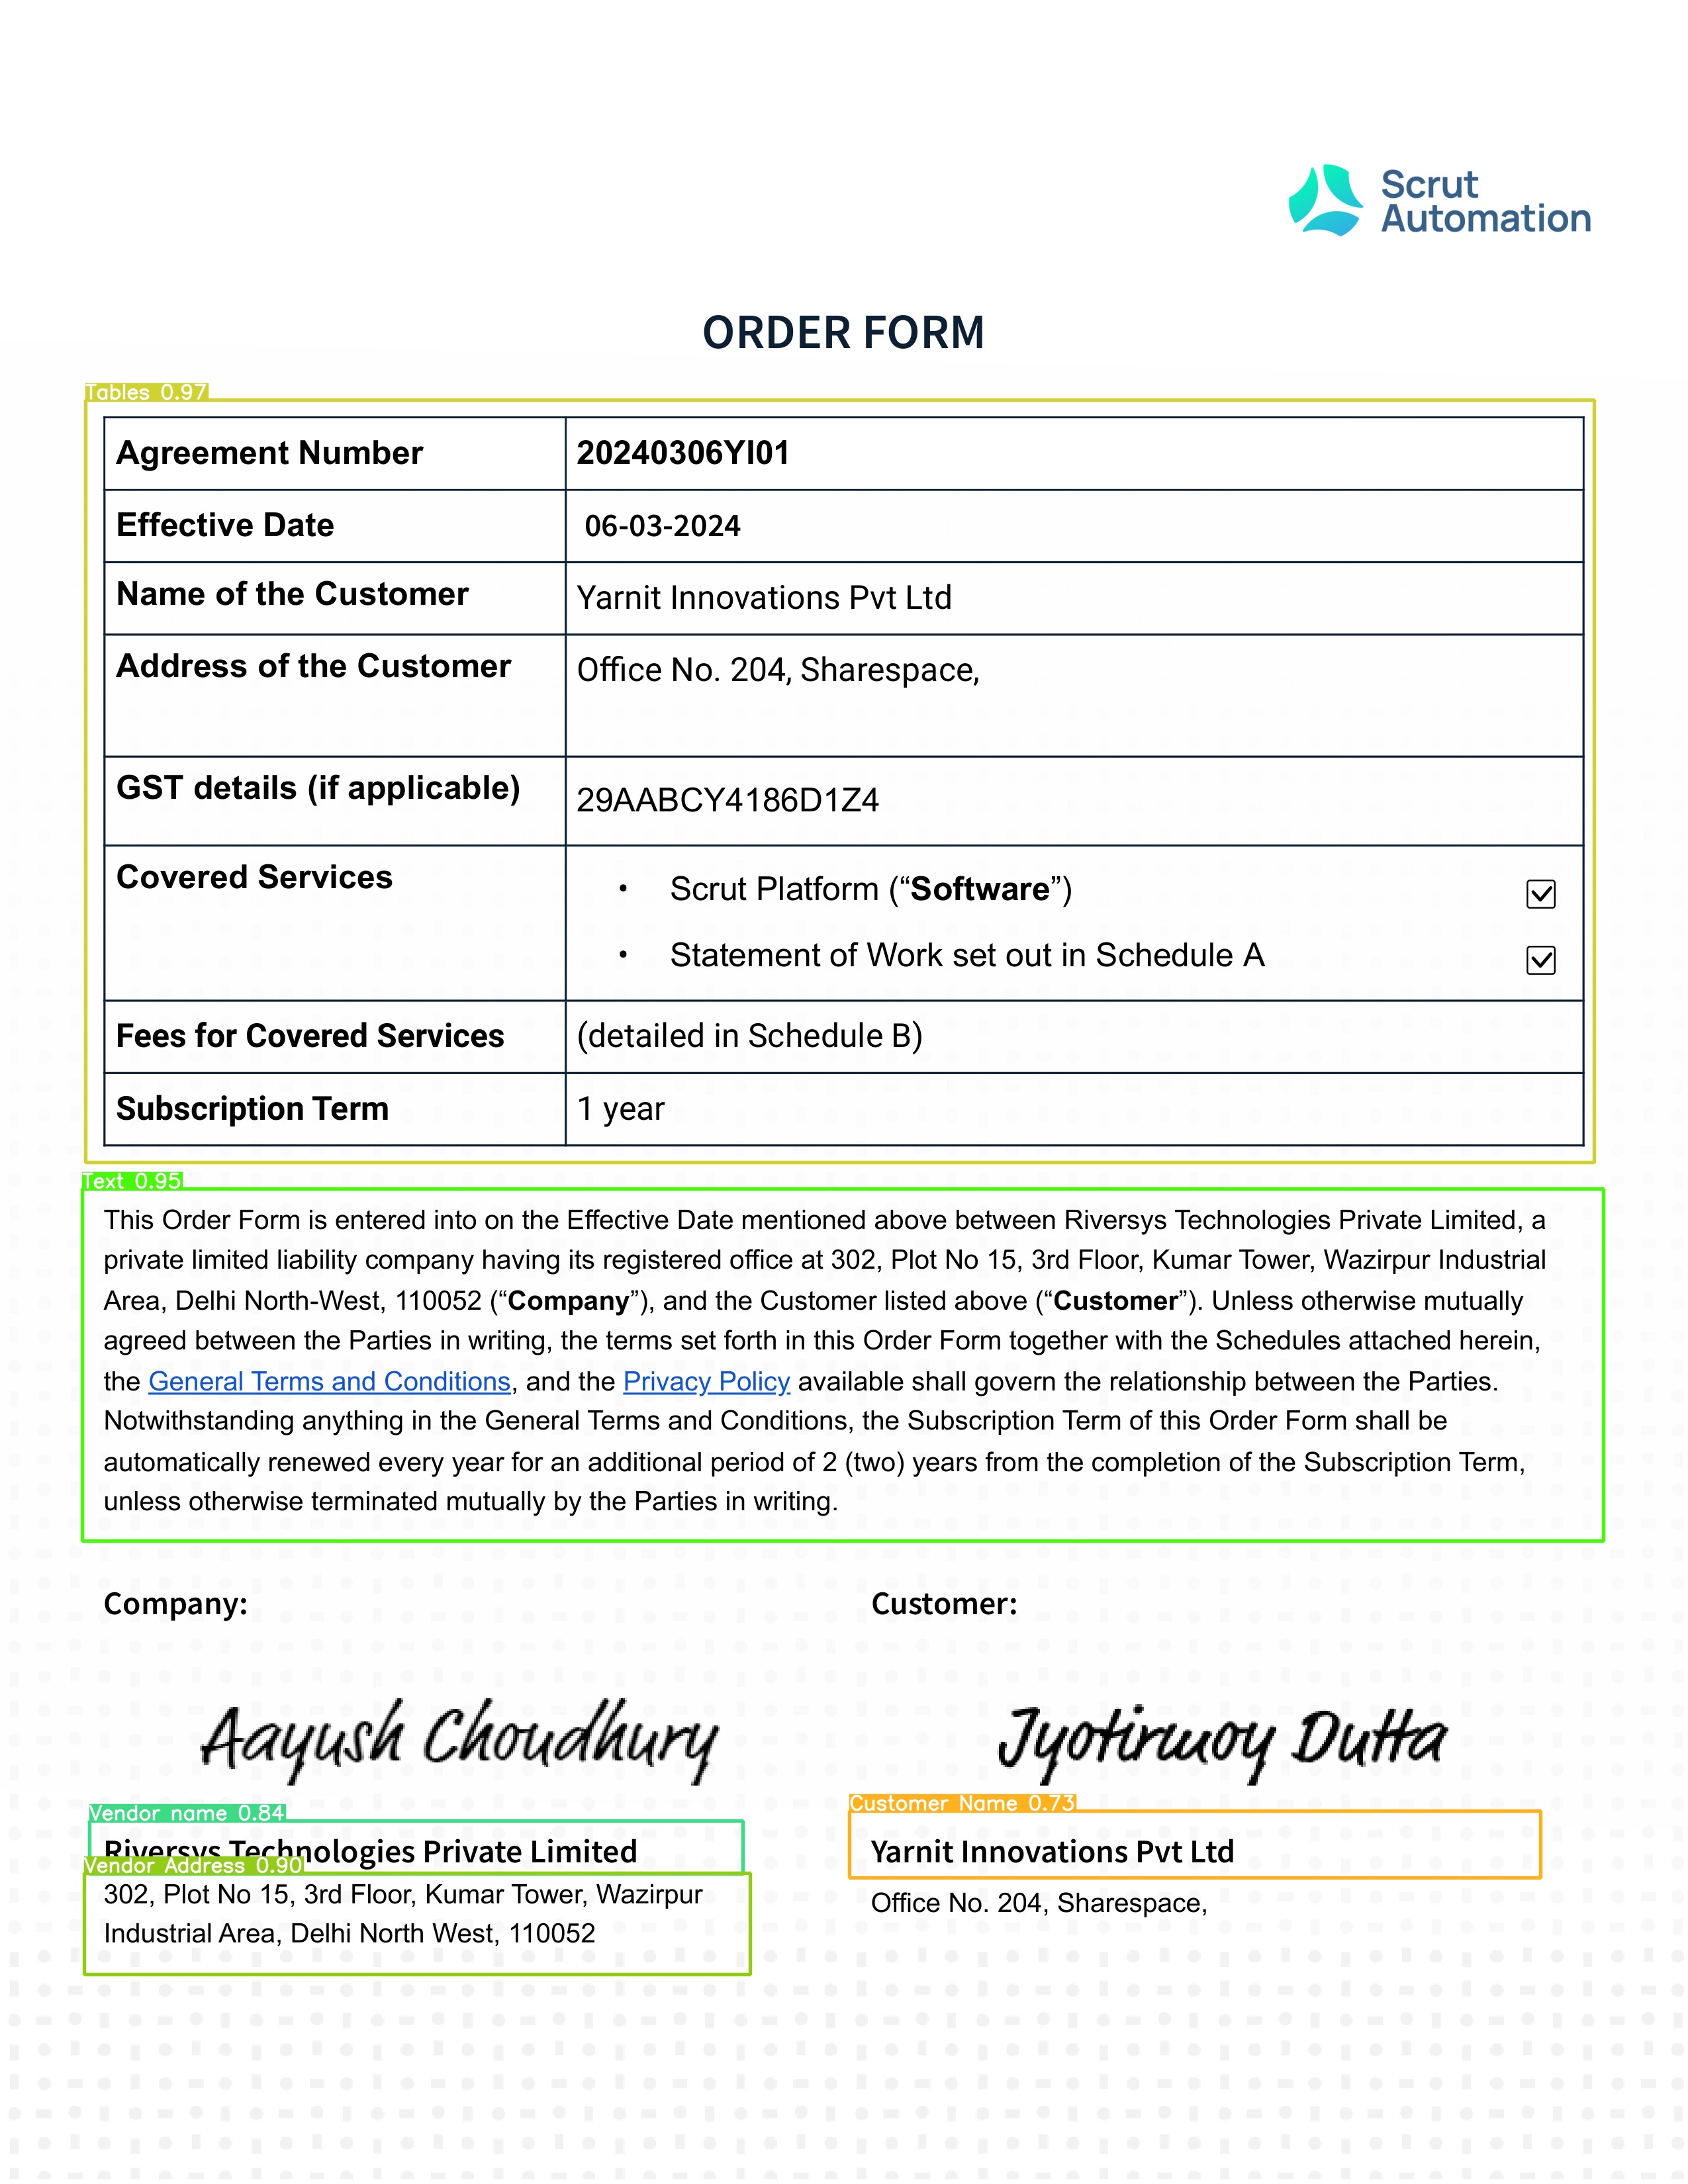 Scrut
Automation
ORDER FORM
Tables 0.97
Agreement Number 20240306YI01
Effective Date 06-03-2024
Name of the Customer Yarnit Innovations Pvt Ltd
Address of the Customer Office No. 204, Sharespace,
GST details (if applicable) 29AABCY4186D1Z4
Covered Services • Scrut Platform (“Software”) ☑
• Statement of Work set out in Schedule A ☑
Fees for Covered Services (detailed in Schedule B)
Subscription Term 1 year
Text 0.95
This Order Form is entered into on the Effective Date mentioned above between Riversys Technologies Private Limited, a
private limited liability company having its registered office at 302, Plot No 15, 3rd Floor, Kumar Tower, Wazirpur Industrial
Area, Delhi North-West, 110052 (“Company”), and the Customer listed above (“Customer”). Unless otherwise mutually
agreed between the Parties in writing, the terms set forth in this Order Form together with the Schedules attached herein,
the General Terms and Conditions, and the Privacy Policy available shall govern the relationship between the Parties.
Notwithstanding anything in the General Terms and Conditions, the Subscription Term of this Order Form shall be
automatically renewed every year for an additional period of 2 (two) years from the completion of the Subscription Term,
unless otherwise terminated mutually by the Parties in writing.
Company: Customer:
Aayush Choudhury Jyotirmoy Dutta
Vendor name 0.84 Customer Name 0.73
Riversys Technologies Private Limited Yarnit Innovations Pvt Ltd
Vendor Address 0.90
302, Plot No 15, 3rd Floor, Kumar Tower, Wazirpur Office No. 204, Sharespace,
Industrial Area, Delhi North West, 110052